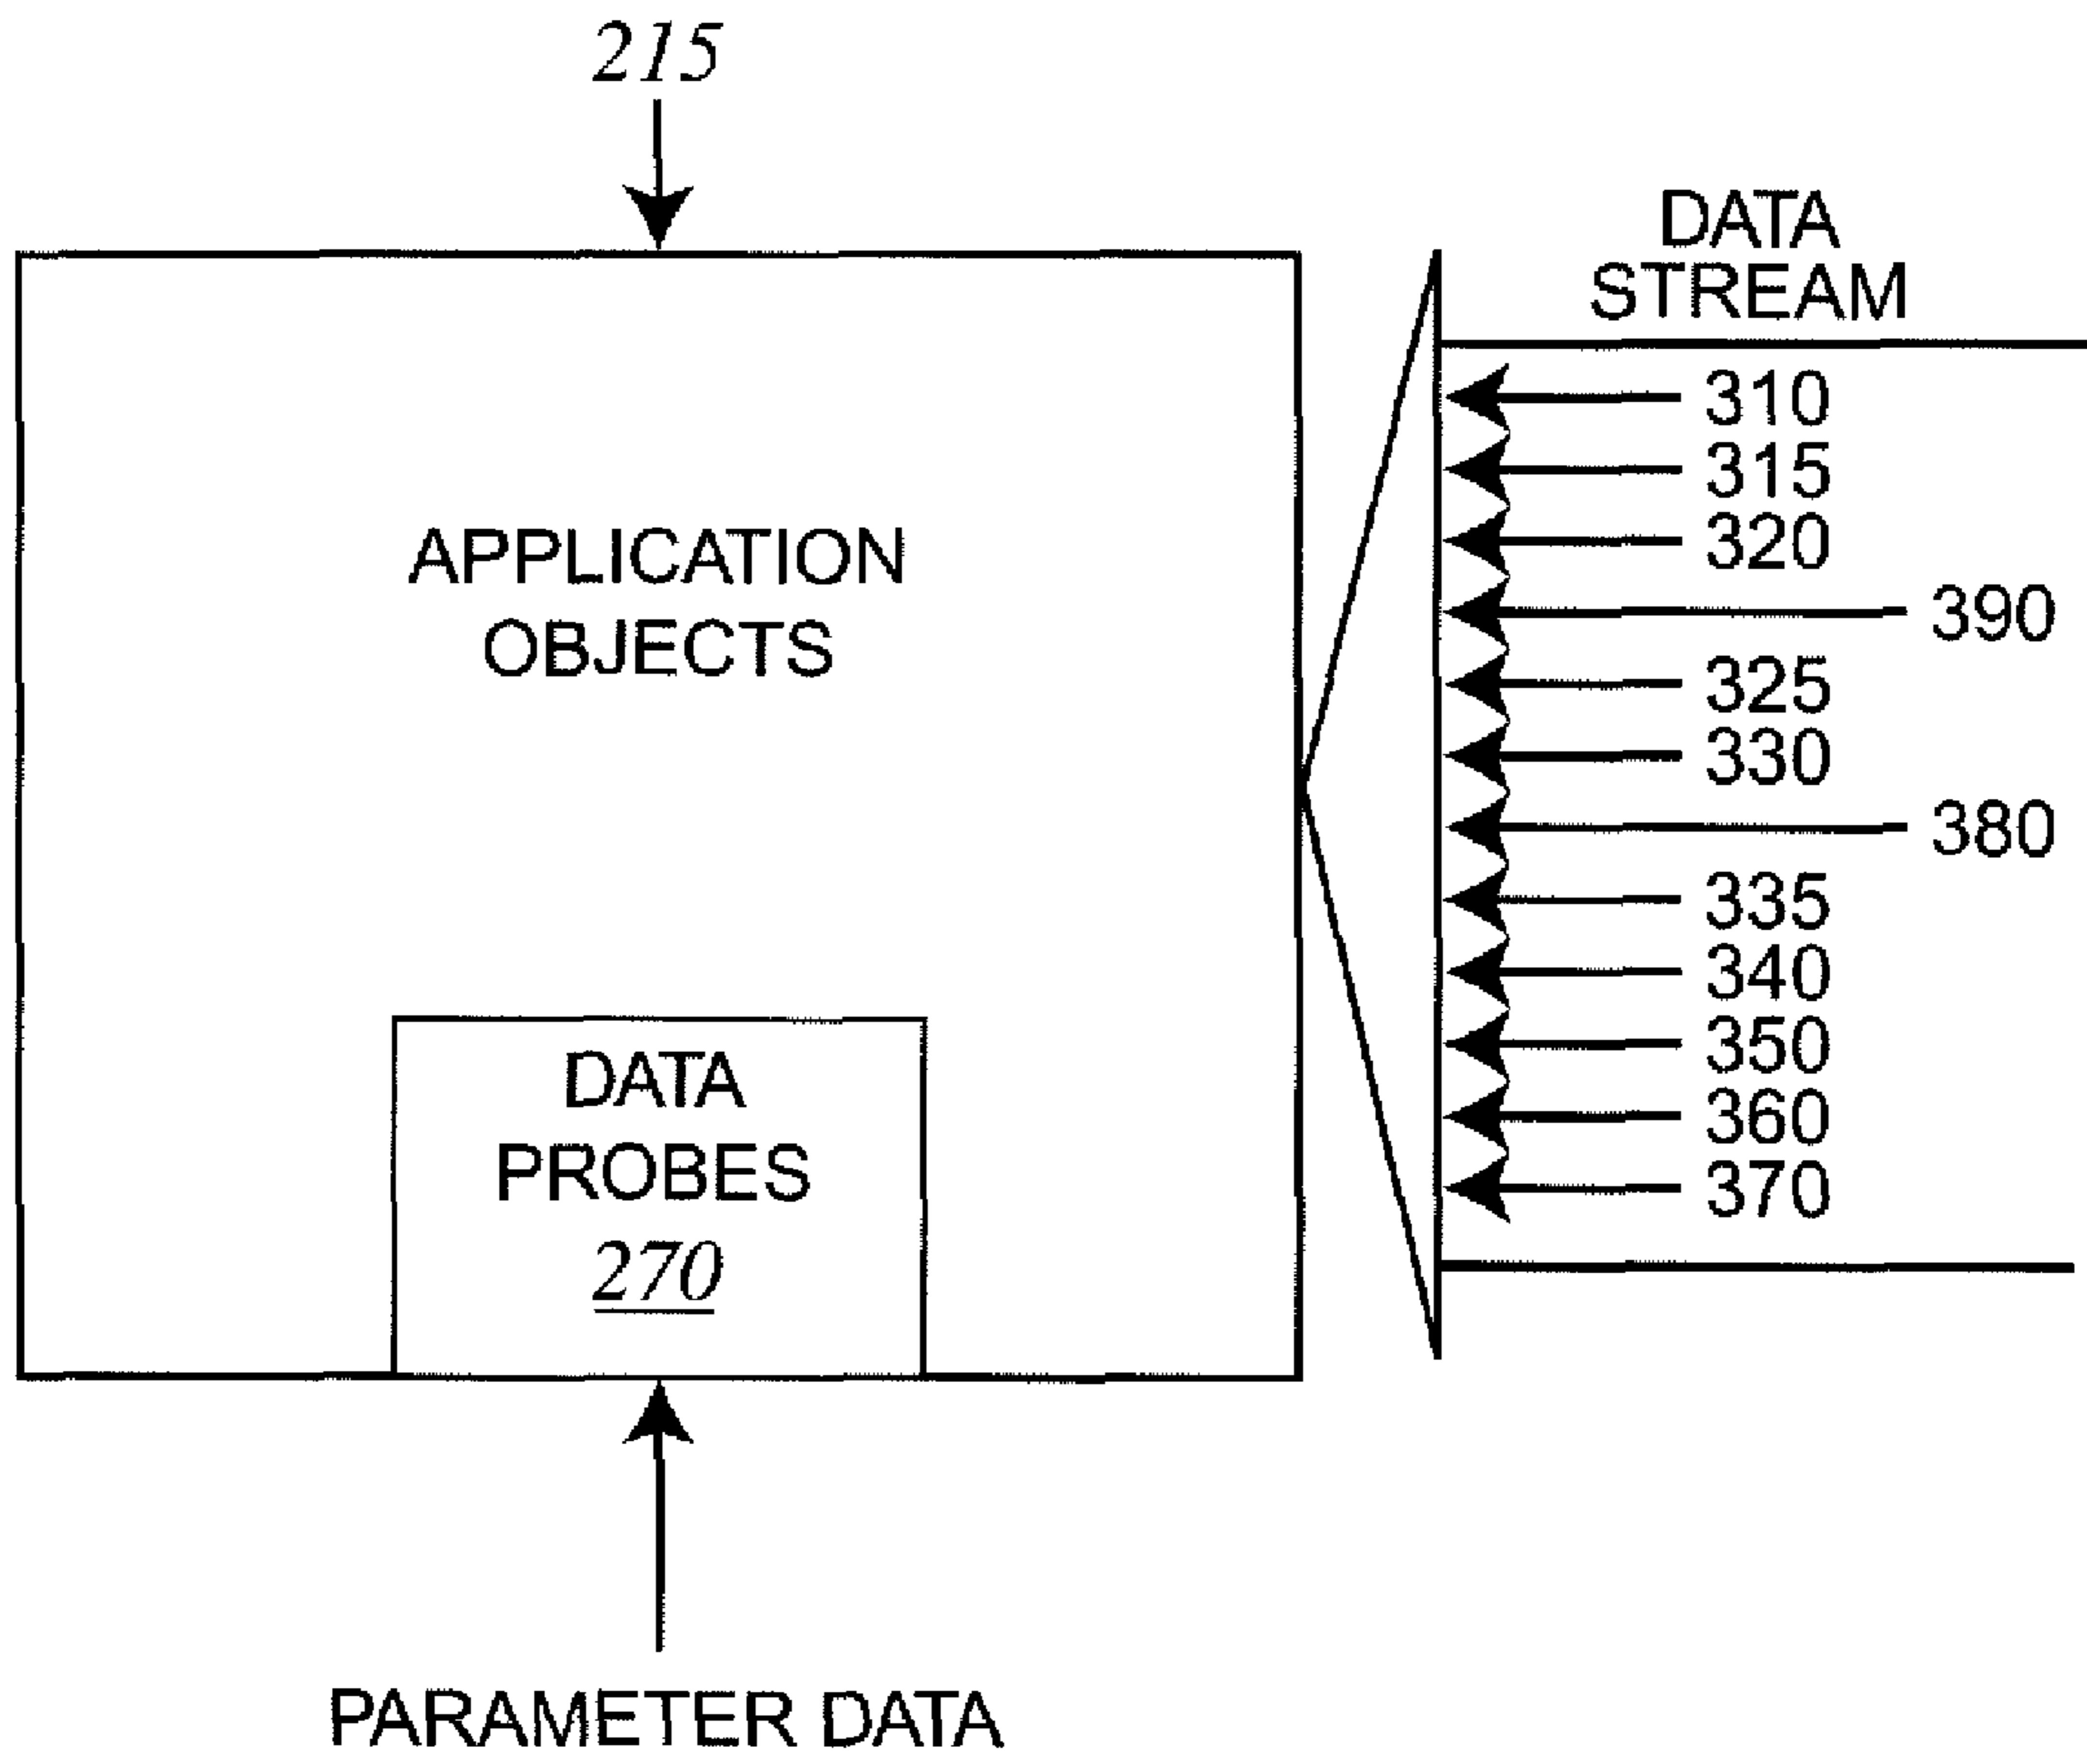 215
DATA
STREAM
310
315
320
390
325
330
380
335
340
350
360
370
APPLICATION
OBJECTS
DATA
PROBES
270
PARAMETER DATA